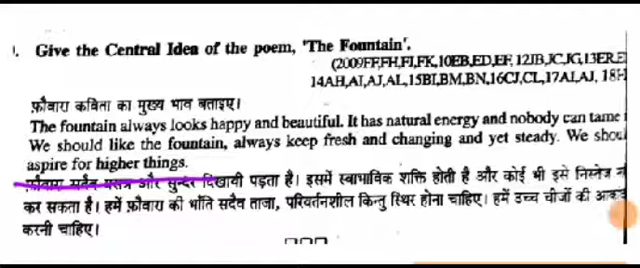 1. Give the Central Idea of the poem, 'The Fountain'.
(2009FF,FH,FI,FK,10EB,ED,EF, 12JB,JC,JG,13ER,E
14AH,AI,AJ,AL,15BI,BM,BN,16CJ,CL,17AI,AJ, 18H
फ़ौवारा कविता का मुख्य भाव बताइए।
The fountain always looks happy and beautiful. It has natural energy and nobody can tame
We should like the fountain, always keep fresh and changing and yet steady. We shoul
aspire for higher things.
फ़ौवारा सदैव प्रसन्न और सुन्दर दिखायी पड़ता है। इसमें स्वाभाविक शक्ति होती है और कोई भी इसे निस्तेज न
कर सकता है। हमें फ़ौवारा की भाँति सदैव ताजा, परिवर्तनशील किन्तु स्थिर होना चाहिए। हमें उच्च चीजों की
करनी चाहिए।